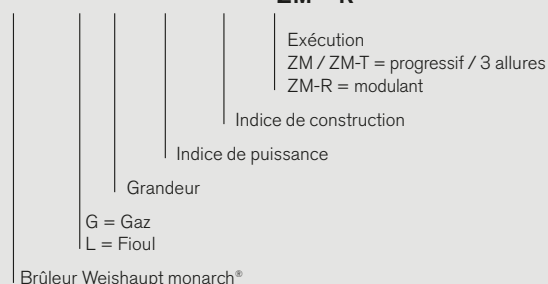 Exécution
ZM / ZM-T = progressif / 3 allures
ZM-R = modulant
Indice de construction
Indice de puissance
Grandeur
G = Gaz
L = Fioul
Brûleur Weishaupt monarch®